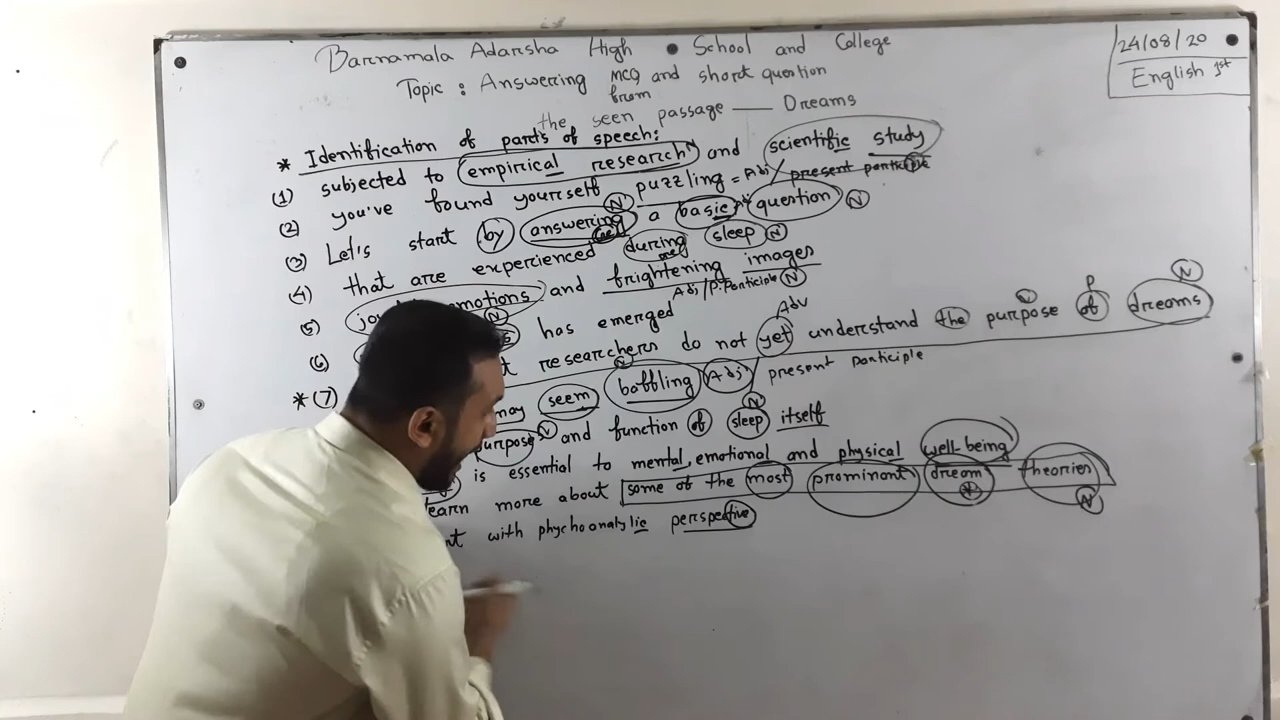 Barnamala Adarsha High School and College
24/08/20
English 1st
Topic : Answering MCQ and short question
from
the seen passage — Dreams
* Identification of parts of speech:
(1) subjected to empirical research N and scientific study
(2) you've found yourself puzzling = Adj / present participle
(3) Let's start by answering N a basic question N
(4) that are experienced during sleep N
(5) emotions and frightening images
N Adj / P. Participle N
(6) has emerged
*(7) researchers do not yet Adv understand the purpose N of P dreams N
may seem baffling Adj / present participle
purpose N and function of sleep N itself
is essential to mental, emotional and physical well-being
learn more about some of the most prominant dream theories N
with phychoanalytic perspective